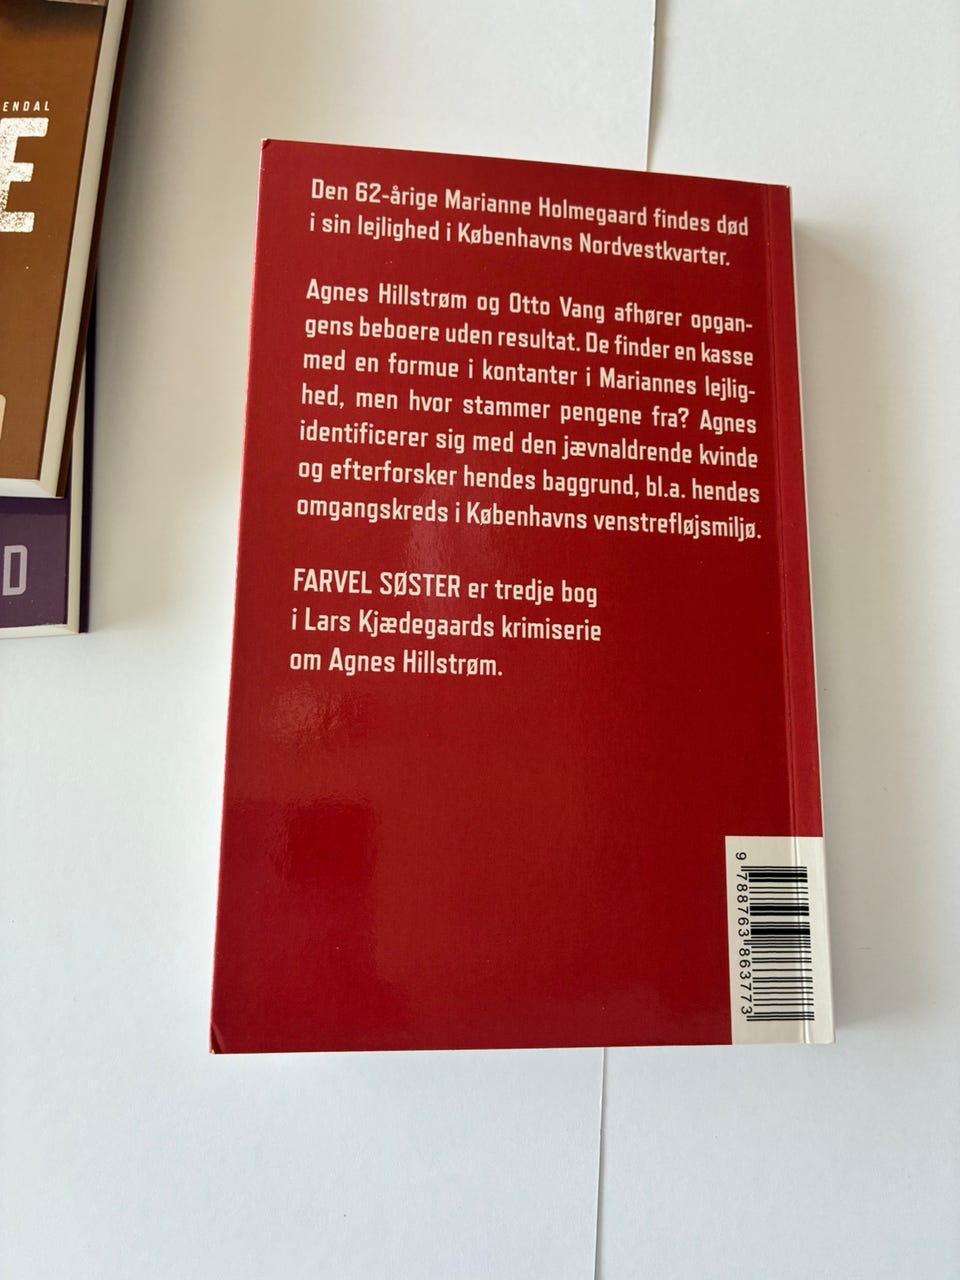 ENDAL
E
D
Den 62-årige Marianne Holmegaard findes død
i sin lejlighed i Københavns Nordvestkvarter.
Agnes Hillstrøm og Otto Vang afhører opgan-
gens beboere uden resultat. De finder en kasse
med en formue i kontanter i Mariannes lejlig-
hed, men hvor stammer pengene fra? Agnes
identificerer sig med den jævnaldrende kvinde
og efterforsker hendes baggrund, bl.a. hendes
omgangskreds i Københavns venstrefløjsmiljø.
FARVEL SØSTER er tredje bog
i Lars Kjædegaards krimiserie
om Agnes Hillstrøm.
9 788763 863773